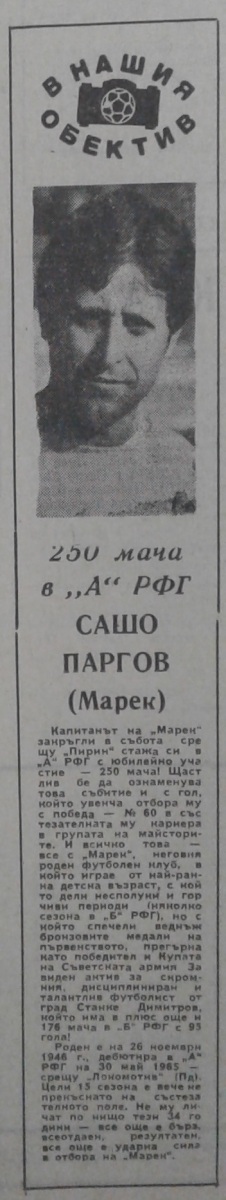 В НАШИЯ
ОБЕКТИВ
250 мача
в „А“ РФГ
САШО
ПАРГОВ
(Марек)
Капитанът на „Марек“
закръгли в събота сре
щу „Пирин“ стажа си в
„А“ РФГ с юбилейно уча
стие — 250 мача! Щаст
лив бе да ознаменува
това събитие и с гол,
който увенча отбора му
с победа — № 60 в със
тезателната му кариера
в групата на майстори-
те. И всичко това —
все с „Марек“, неговия
роден футболен клуб, в
който играе от най-ран-
на детска възраст, с кой
то дели несполуки и гор
чиви периоди (няколко
сезона в „Б“ РФГ), но с
който спечели веднъж
бронзовите медали на
първенството, прегърна
като победител и Купата
на Съветската армия. За
виден актив за скром-
ния, дисциплиниран и
талантлив футболист от
град Станке Димитров,
който има в плюс още и
176 мача в „Б“ РФГ с 95
гола!
Роден е на 26 ноември
1946 г., дебютира в „А“
РФГ на 30 май 1965 —
срещу „Локомотив“ (Пд).
Цели 15 сезона е вече не
прекъснато на състеза
телното поле. Не му ли-
чат по нищо тези 34 го
дини — все още е бърз,
всеотдаен, резултатен,
все още е ударна сила
в отбора на „Марек“.